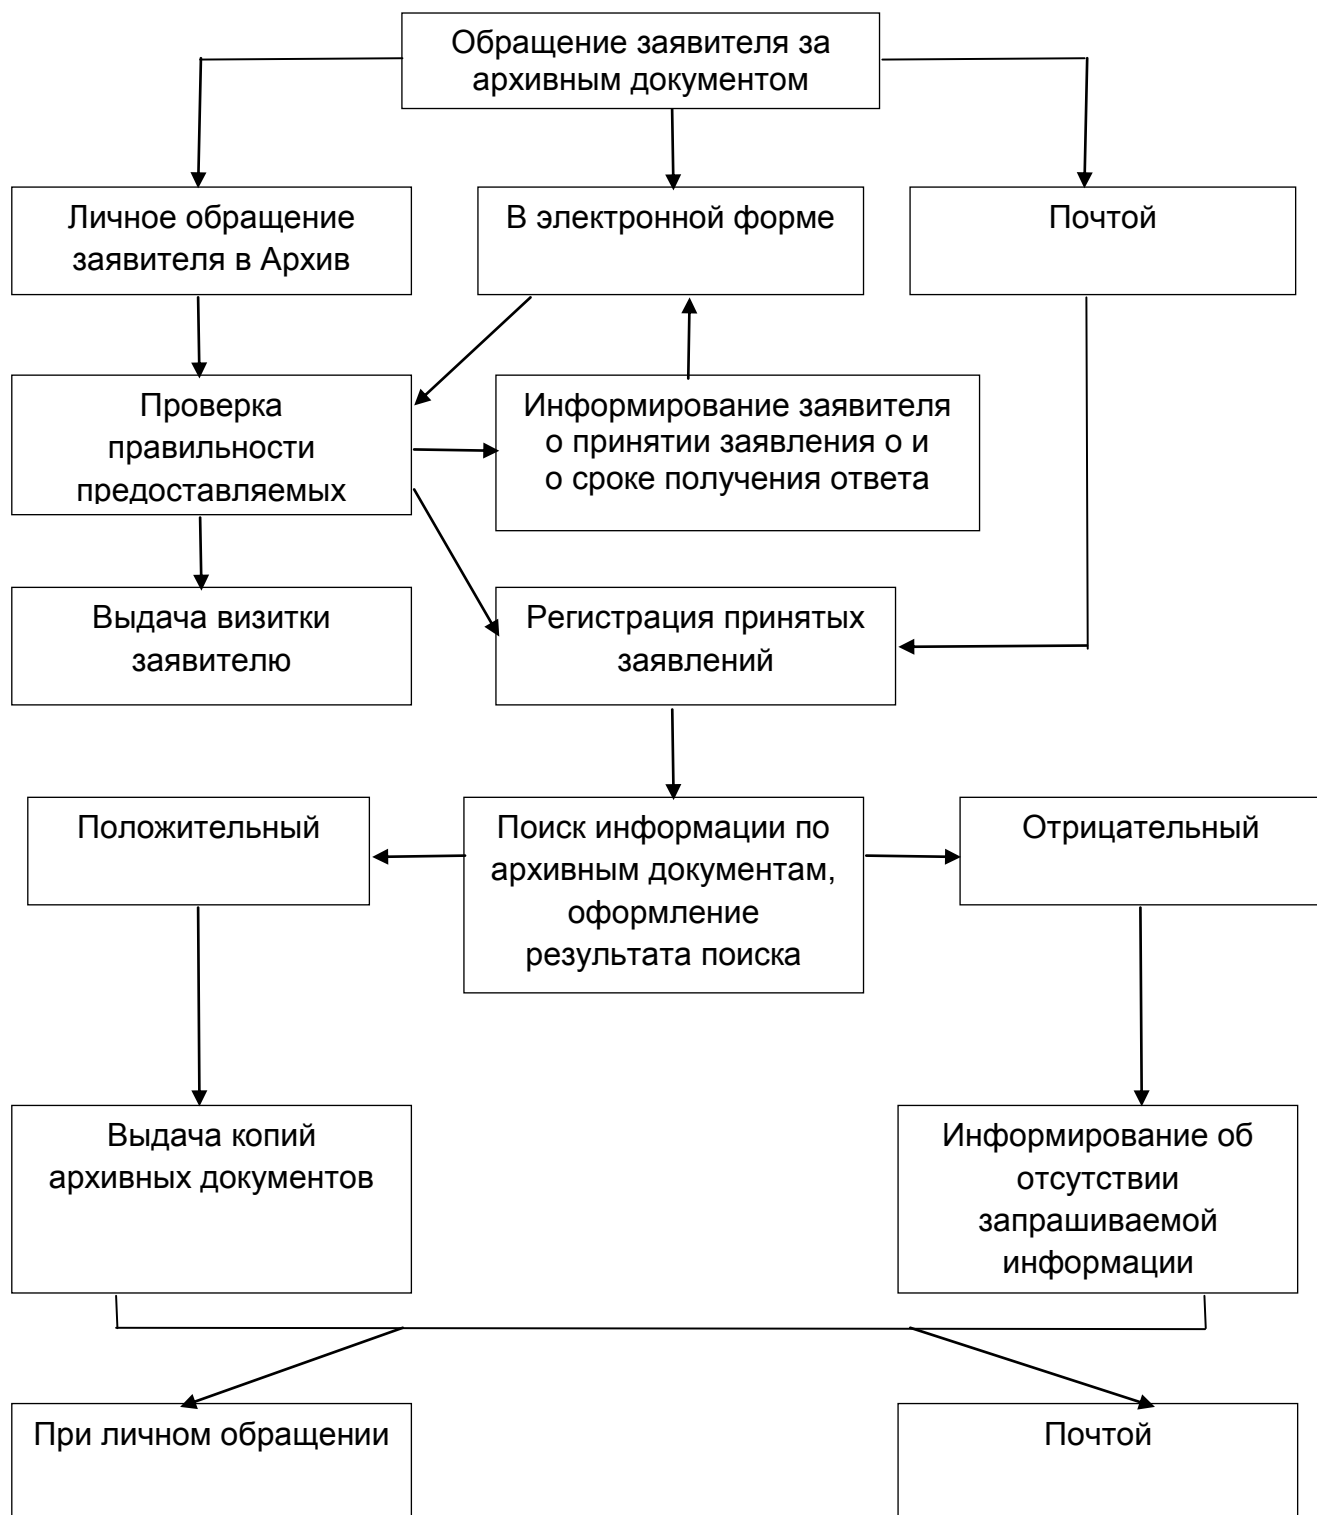 Обращение заявителя за
архивным документом
Личное обращение
заявителя в Архив
В электронной форме
Почтой
Проверка
правильности
предоставляемых
Информирование заявителя
о принятии заявления о и
о сроке получения ответа
Выдача визитки
заявителю
Регистрация принятых
заявлений
Положительный
Поиск информации по
архивным документам,
оформление
результата поиска
Отрицательный
Выдача копий
архивных документов
Информирование об
отсутствии
запрашиваемой
информации
При личном обращении
Почтой